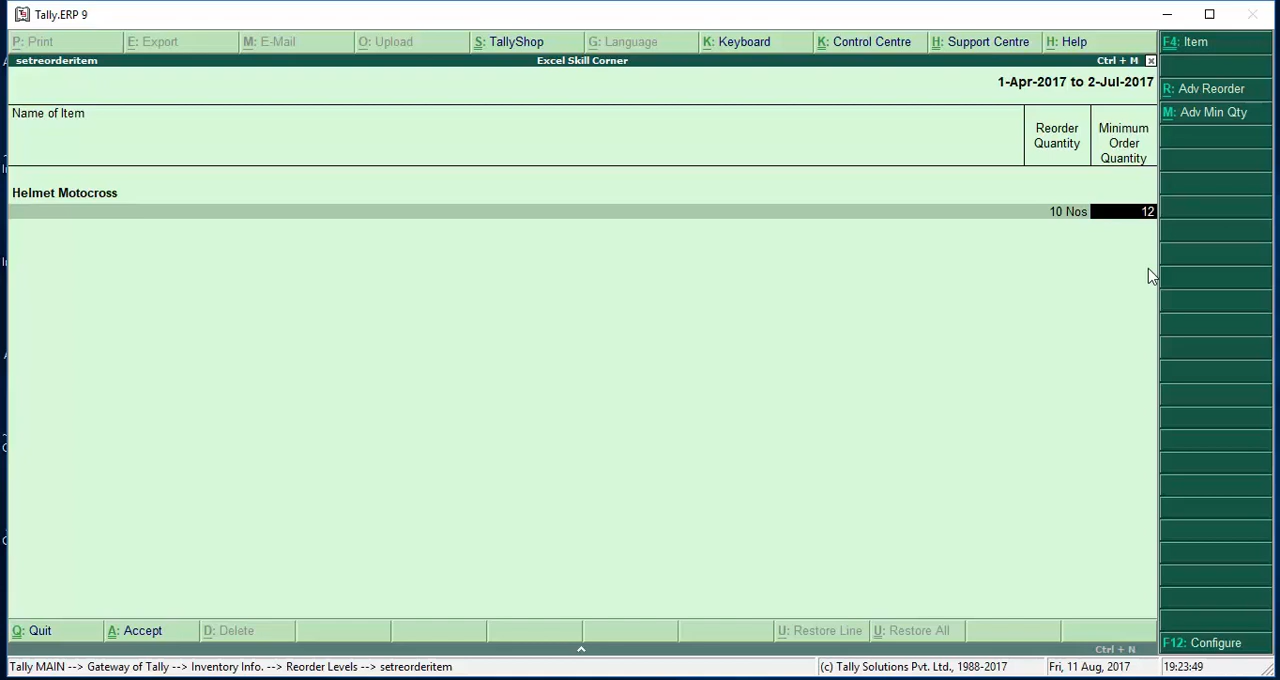 Tally.ERP 9
P: Print E: Export M: E-Mail O: Upload S: TallyShop G: Language K: Keyboard K: Control Centre H: Support Centre H: Help F4: Item
setreorderitem Excel Skill Corner Ctrl + M
1-Apr-2017 to 2-Jul-2017
R: Adv Reorder
M: Adv Min Qty
Name of Item
Reorder Quantity
Minimum Order Quantity
Helmet Motocross
10 Nos 12
Q: Quit A: Accept D: Delete U: Restore Line U: Restore All F12: Configure
Ctrl + N
Tally MAIN --> Gateway of Tally --> Inventory Info. --> Reorder Levels --> setreorderitem (c) Tally Solutions Pvt. Ltd., 1988-2017 Fri, 11 Aug, 2017 19:23:49